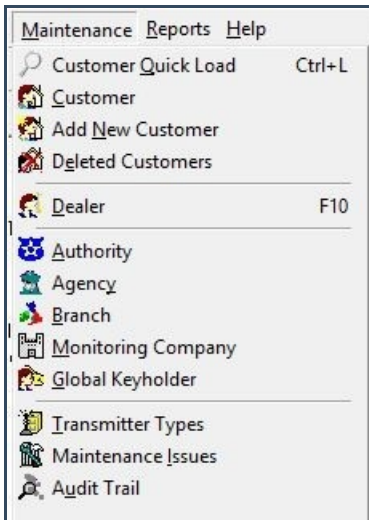 Maintenance Reports Help
Customer Quick Load Ctrl+L
Customer
Add New Customer
Deleted Customers
Dealer F10
Authority
Agency
Branch
Monitoring Company
Global Keyholder
Transmitter Types
Maintenance Issues
Audit Trail